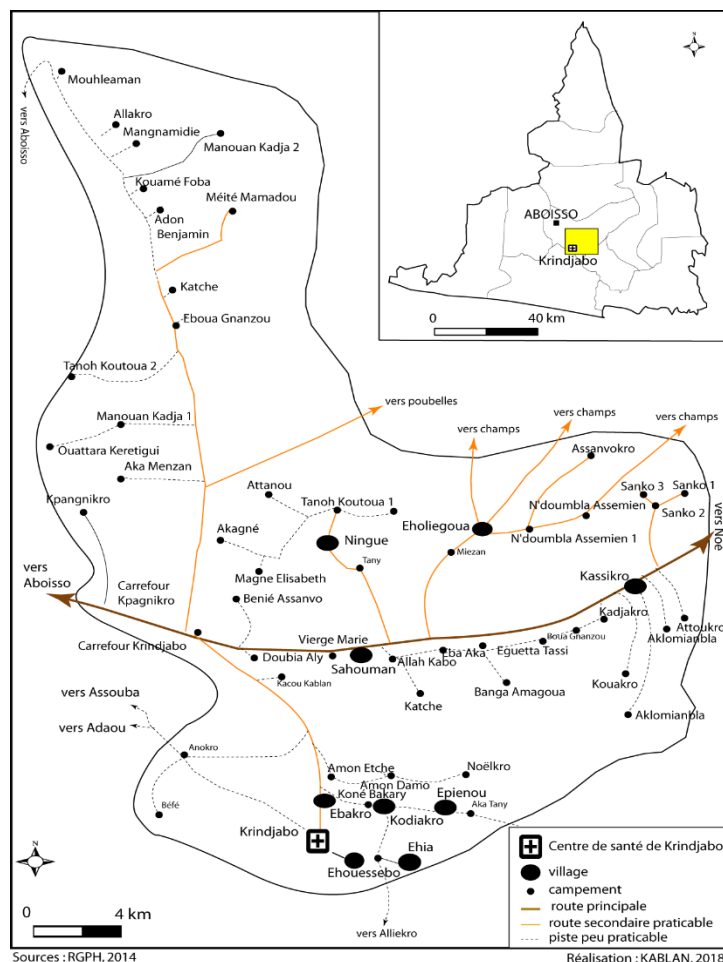 Mouhleaman
vers Aboisso
Allakro
Mangnamidie
Manouan Kadja 2
Kouamé Foba
Méité Mamadou
Adon
Benjamin
Katche
Eboua Gnanzou
Tanoh Koutoua 2
Manouan Kadja 1
Ouattara Keretigui
Aka Menzan
Kpangnikro
ABOISSO
Krindjabo
0 40 km
vers poubelles
vers champs
vers champs
vers champs
Assanvokro
Attanou
Tanoh Koutoua 1
Eholiegoua
N'doumbla Assemien
Sanko 3
Sanko 1
Sanko 2
N'doumbla Assemien 1
vers Noé
Akagné
Ningue
Miezan
Tany
Magne Elisabeth
Kassikro
vers
Aboisso
Carrefour
Kpagnikro
Benié Assanvo
Kadjakro
Attoukro
Aklomianbla
Carrefour Krindjabo
Vierge Marie
Boua Gnanzou
Doubia Aly
Sahouman
Allah Kabo
Eba Aka
Eguetta Tassi
Kacou Kablan
Katche
Banga Amagoua
Kouakro
Aklomianbla
vers Assouba
vers Adaou
Anokro
Amon Etche
Noëlkro
Amon Damo
Koné Bakary
Epienou
Béfé
Ebakro
Kodiakro
Aka Tany
Krindjabo
Ehia
Ehouessebo
vers Alliekro
0 4 km
Centre de santé de Krindjabo
village
campement
route principale
route secondaire praticable
piste peu praticable
Sources : RGPH, 2014
Réalisation : KABLAN, 2018